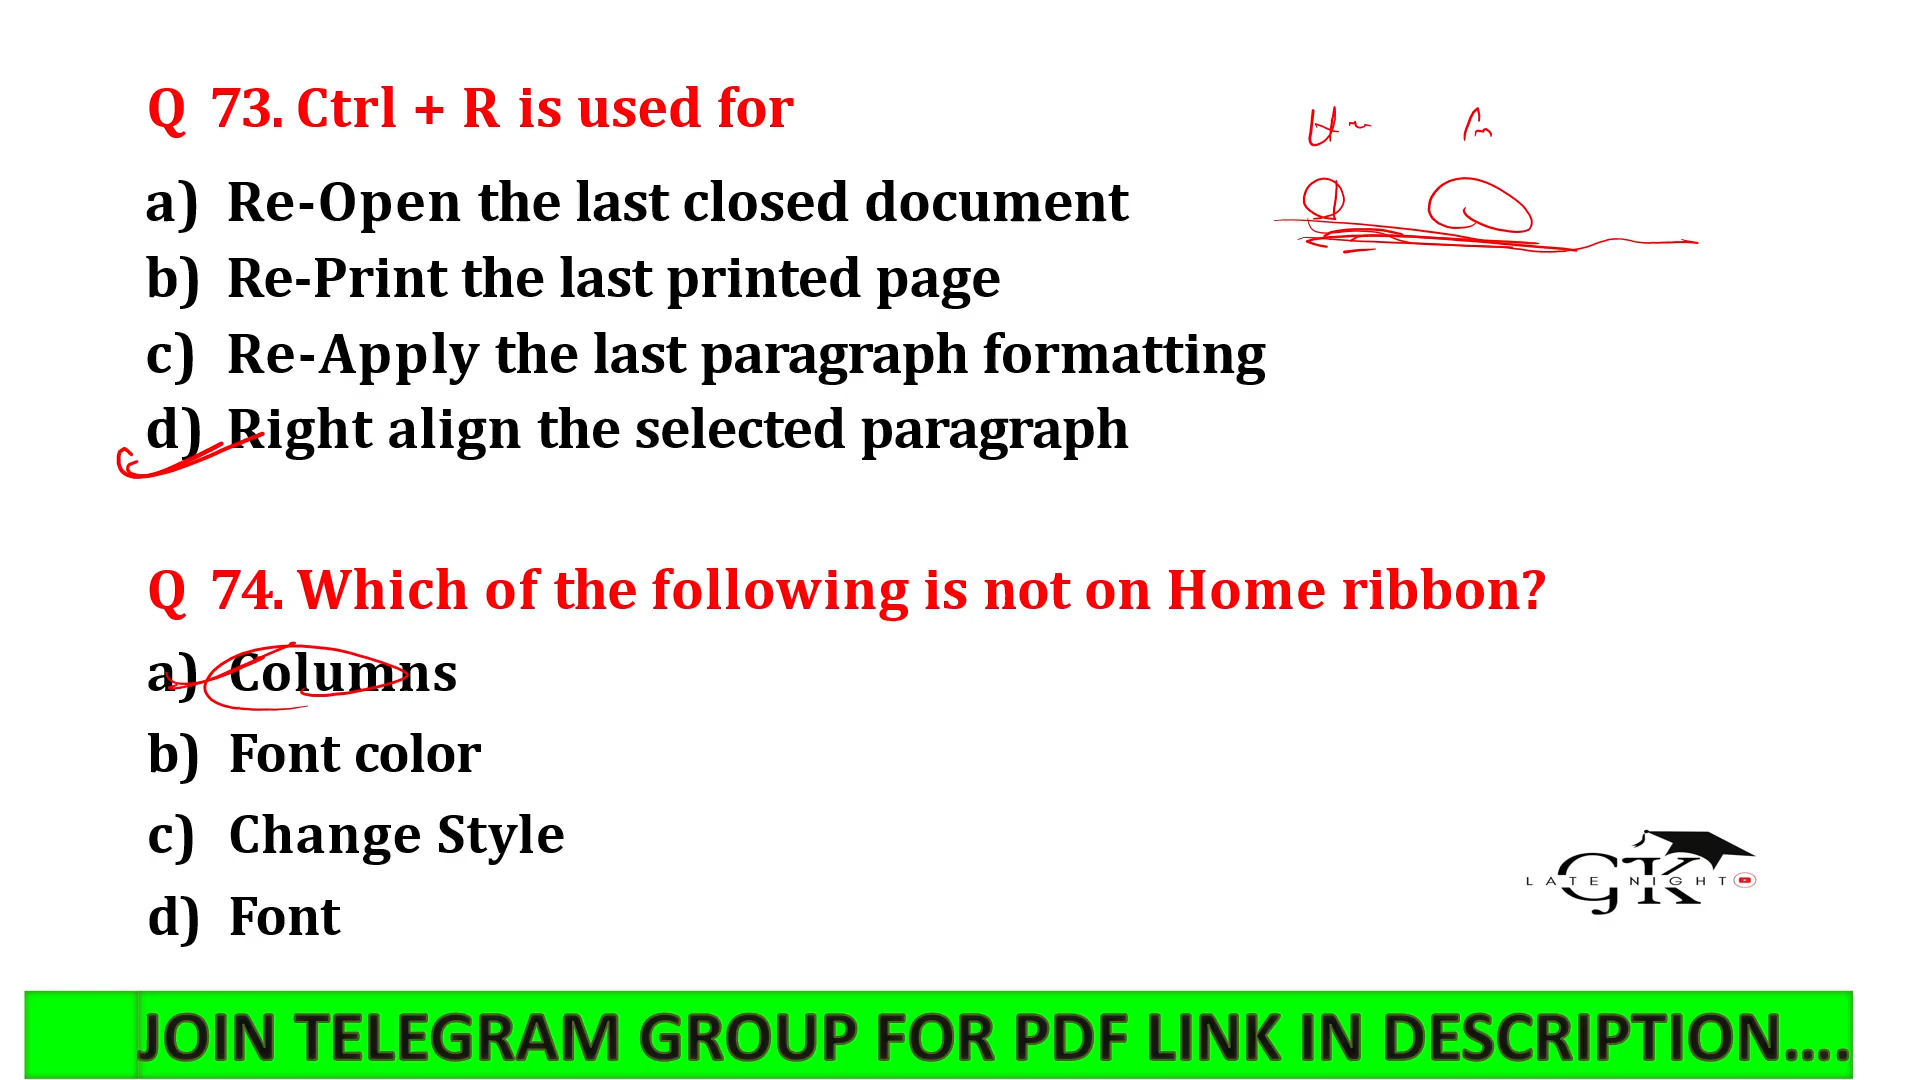 Q 73. Ctrl + R is used for
a) Re-Open the last closed document
b) Re-Print the last printed page
c) Re-Apply the last paragraph formatting
d) Right align the selected paragraph
Q 74. Which of the following is not on Home ribbon?
a) Columns
b) Font color
c) Change Style
d) Font
GK
LATE NIGHT
JOIN TELEGRAM GROUP FOR PDF LINK IN DESCRIPTION....